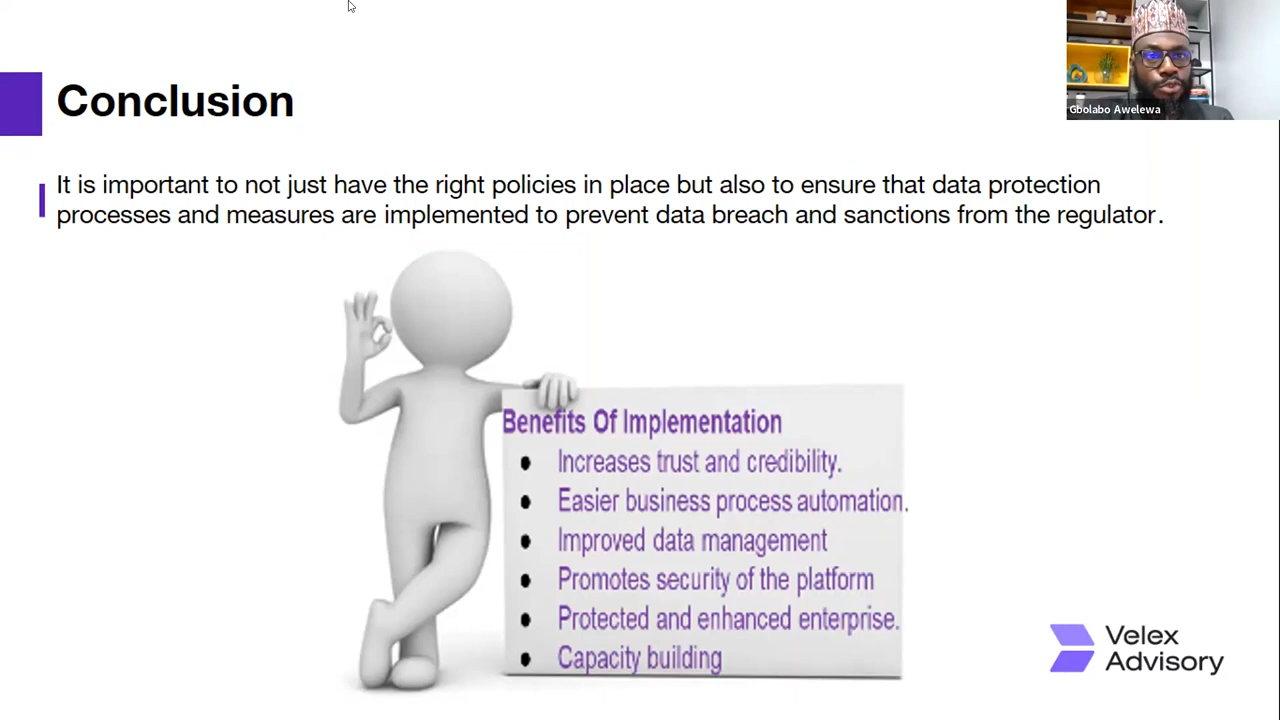 Gbolabo Awelewa
Conclusion
It is important to not just have the right policies in place but also to ensure that data protection
processes and measures are implemented to prevent data breach and sanctions from the regulator.
Benefits Of Implementation
• Increases trust and credibility.
• Easier business process automation.
• Improved data management
• Promotes security of the platform
• Protected and enhanced enterprise.
• Capacity building
Velex
Advisory